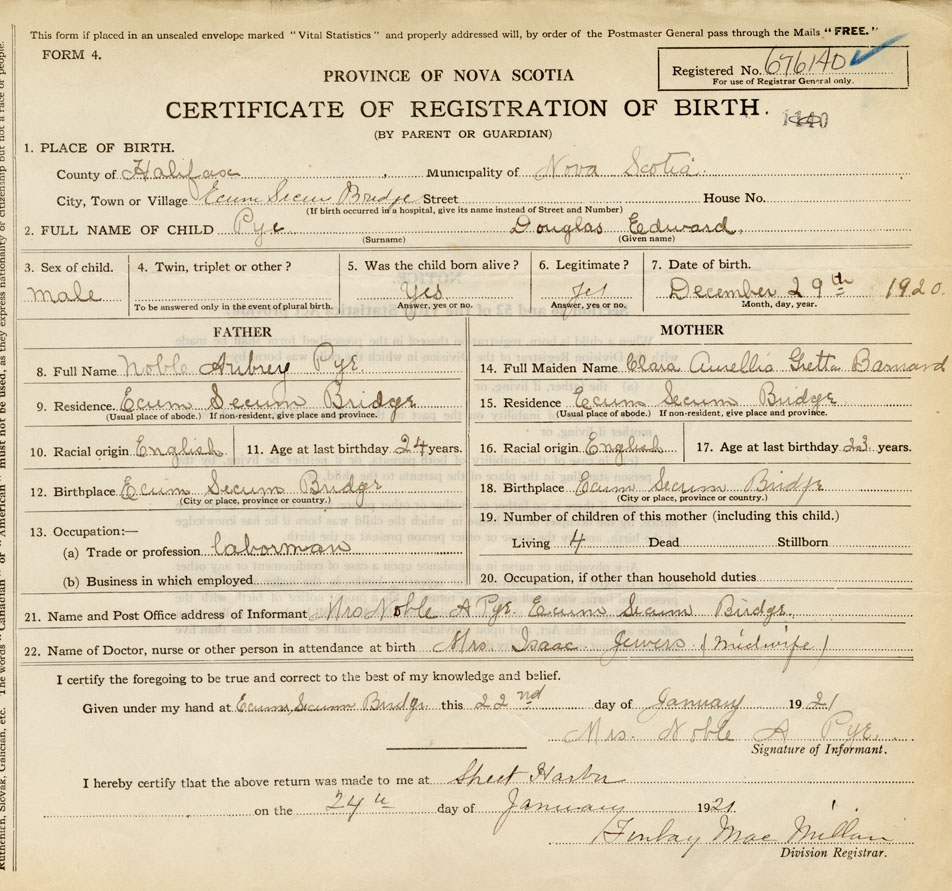 This form if placed in an unsealed envelope marked "Vital Statistics" and properly addressed will, by order of the Postmaster General pass through the Mails "FREE."
FORM 4.
Registered No. 676140
For use of Registrar General only.
PROVINCE OF NOVA SCOTIA
CERTIFICATE OF REGISTRATION OF BIRTH.
(BY PARENT OR GUARDIAN)
1. PLACE OF BIRTH.
County of Halifax, Municipality of Nova Scotia
City, Town or Village Ecum Secum Bridge Street House No.
(If birth occurred in a hospital, give its name instead of Street and Number)
2. FULL NAME OF CHILD Pye Douglas Edward.
(Surname) (Given name)
3. Sex of child. 4. Twin, triplet or other? 5. Was the child born alive? 6. Legitimate? 7. Date of birth.
male Yes yes December 29th 1920
To be answered only in the event of plural birth. Answer, yes or no. Answer, yes or no. Month, day, year.
FATHER
8. Full Name Noble Aubrey Pye
9. Residence. Ecum Secum Bridge
(Usual place of abode.) If non-resident, give place and province.
10. Racial origin English 11. Age at last birthday 24 years.
12. Birthplace Ecum Secum Bridge
(City or place, province or country.)
13. Occupation:—
(a) Trade or profession laborman
(b) Business in which employed
MOTHER
14. Full Maiden Name Clara Aurellia Gretta Barnard
15. Residence Ecum Secum Bridge
(Usual place of abode.) If non-resident, give place and province.
16. Racial origin English 17. Age at last birthday 23 years.
18. Birthplace Ecum Secum Bridge
(City or place, province or country.)
19. Number of children of this mother (including this child.)
Living 4 Dead Stillborn
20. Occupation, if other than household duties
21. Name and Post Office address of Informant Mrs Noble A Pye Ecum Secum Bridge
22. Name of Doctor, nurse or other person in attendance at birth Mrs. Isaac Jewers (midwife)
I certify the foregoing to be true and correct to the best of my knowledge and belief.
Given under my hand at Ecum Secum Bridge this 22nd day of January 1921
Mrs. Noble A Pye.
Signature of Informant.
I hereby certify that the above return was made to me at Sheet Harbor
on the 24th day of January 1921
Finlay MacMillan
Division Registrar.